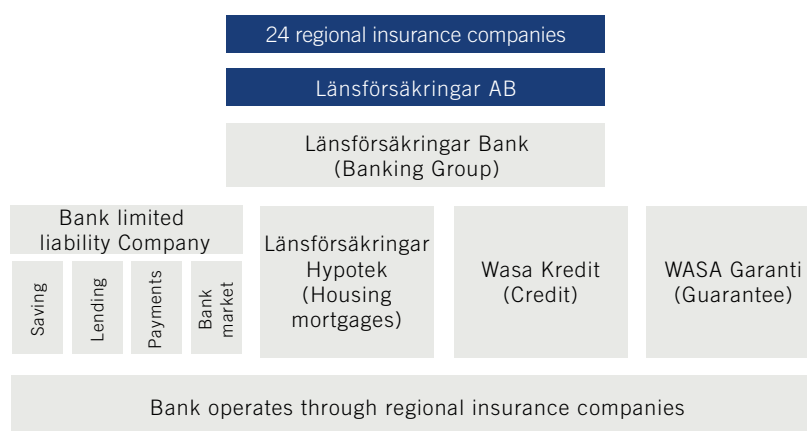 24 regional insurance companies
Länsförsäkringar AB
Länsförsäkringar Bank
(Banking Group)
Bank limited
liability Company
Saving
Lending
Payments
Bank
market
Länsförsäkringar
Hypotek
(Housing
mortgages)
Wasa Kredit
(Credit)
WASA Garanti
(Guarantee)
Bank operates through regional insurance companies